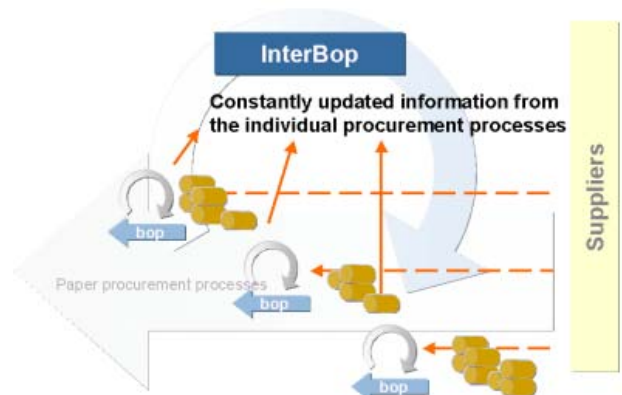 InterBop
Constantly updated information from
the individual procurement processes
Suppliers
bop
Paper procurement processes
bop
bop